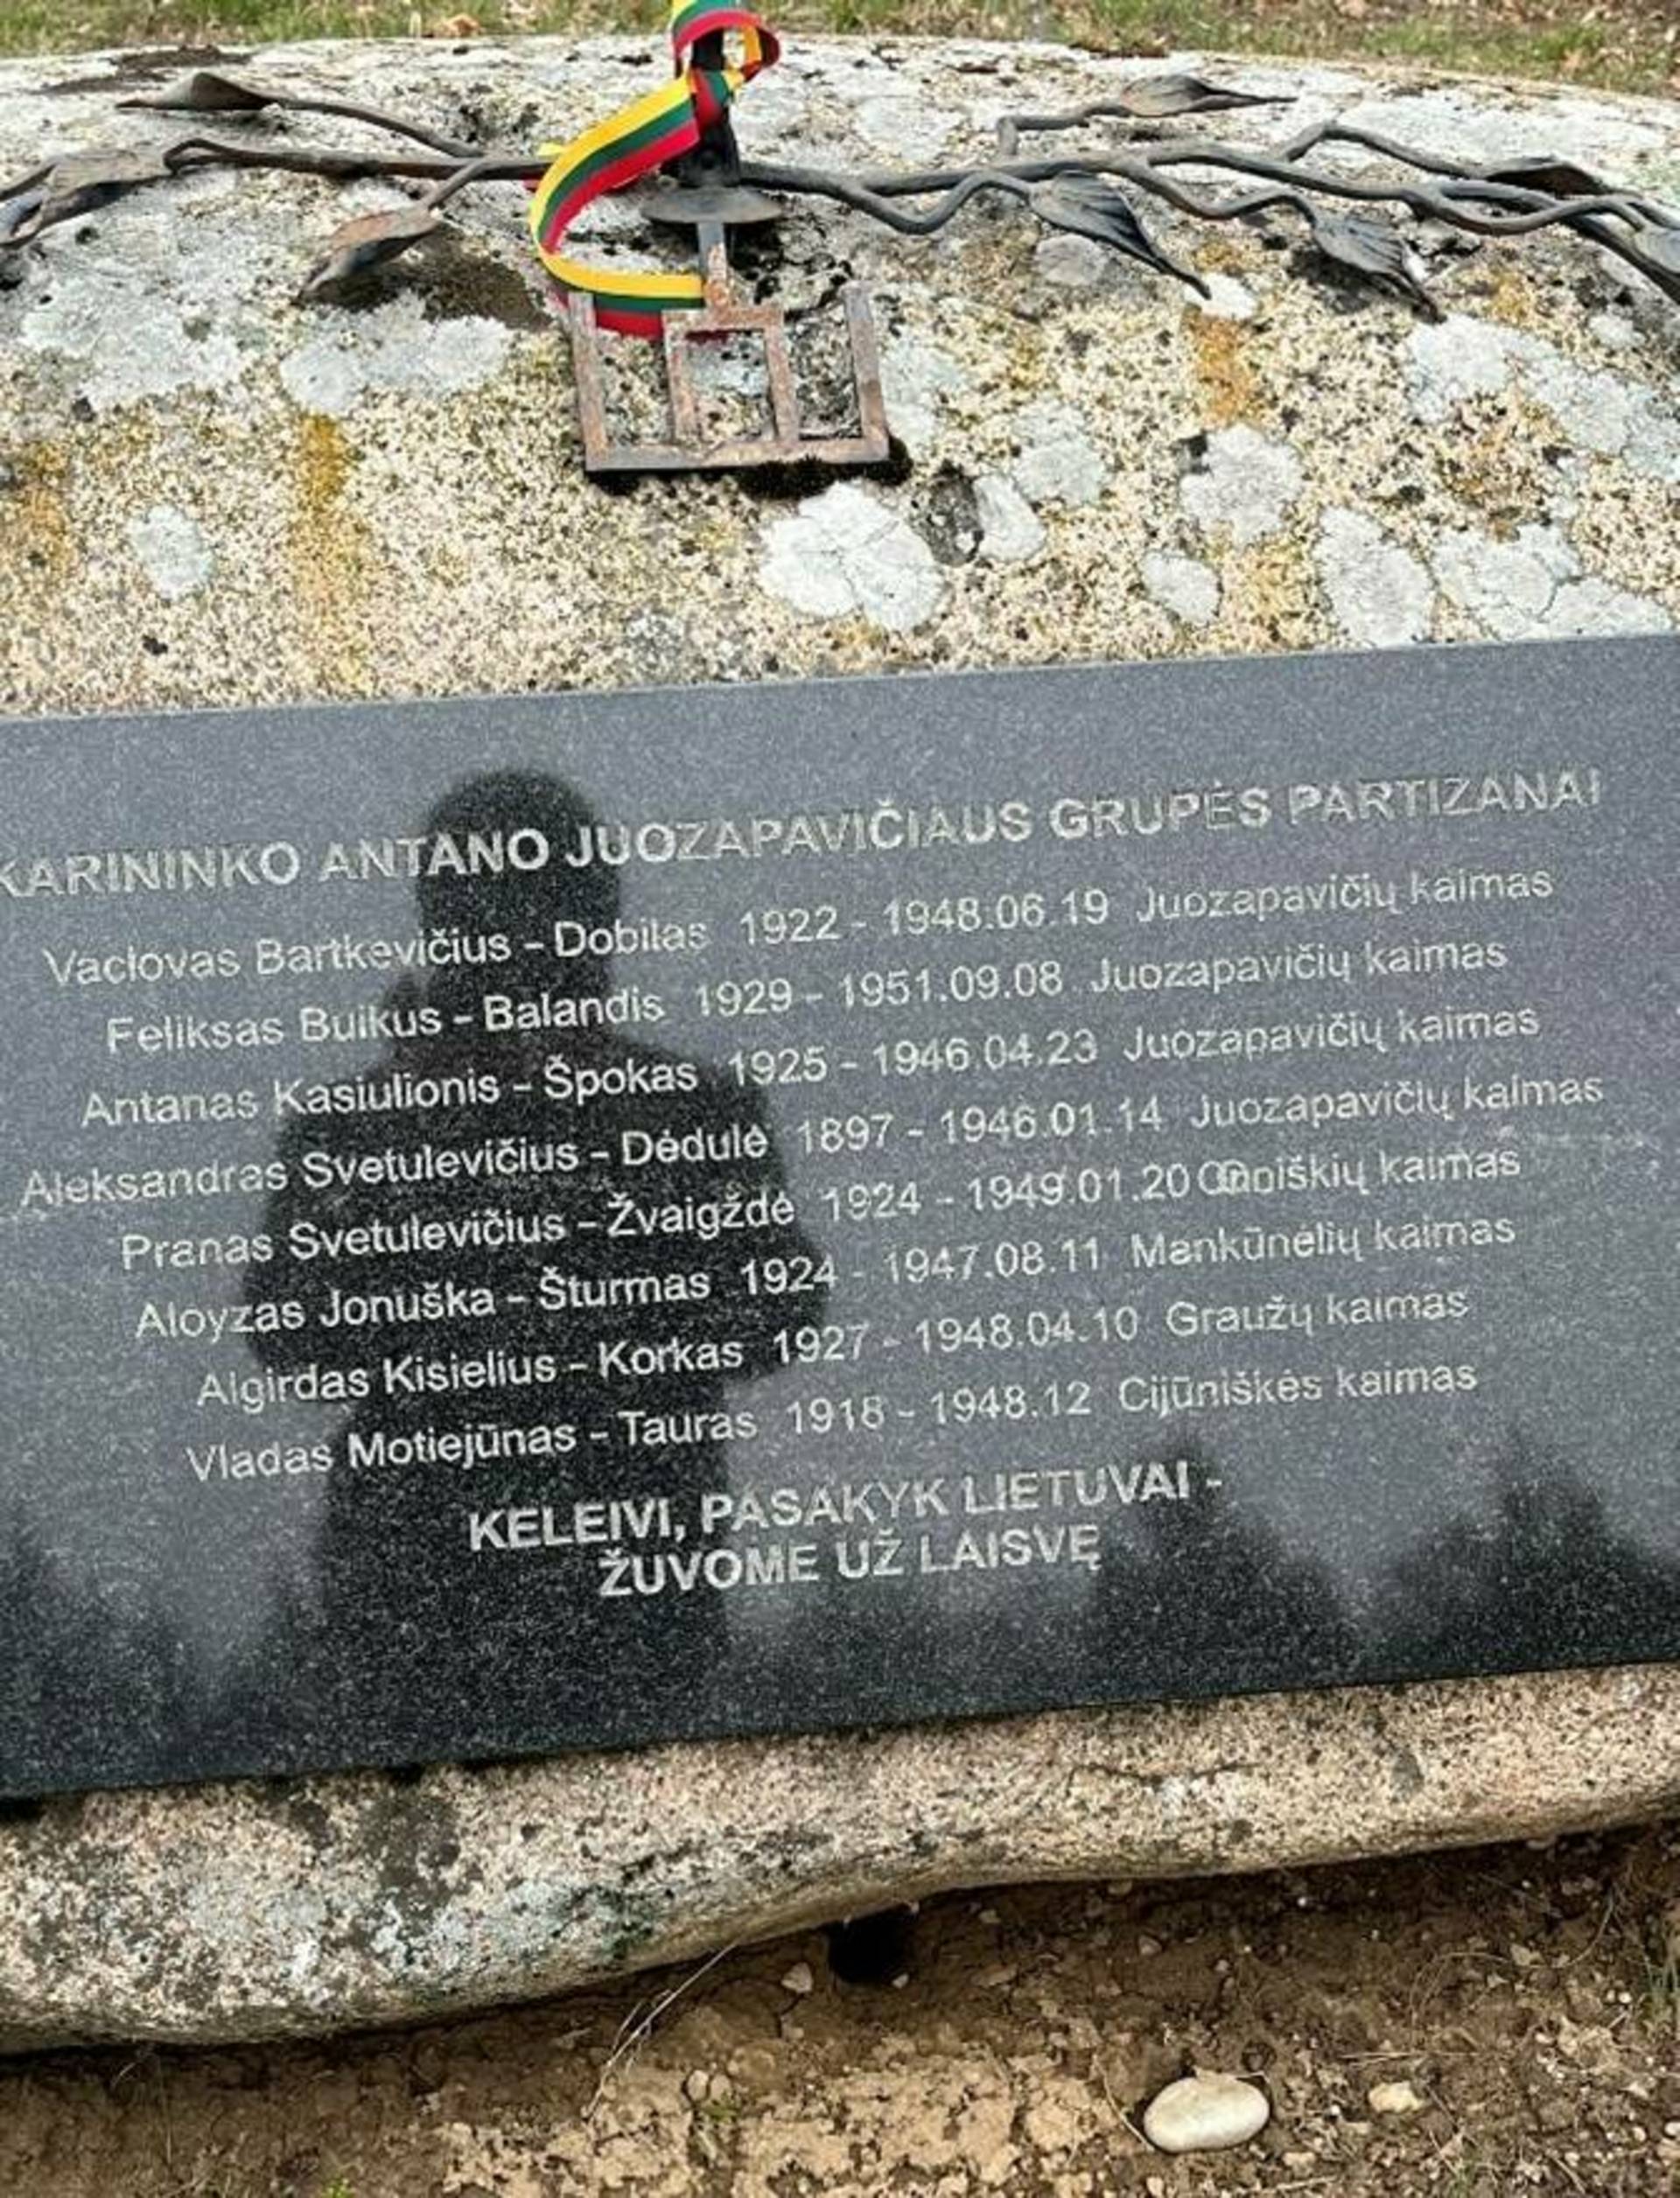 KARININKO ANTANO JUOZAPAVIČIAUS GRUPĖS PARTIZANAI
Vaclovas Bartkevičius – Dobilas 1922 – 1948.06.19 Juozapavičių kaimas
Feliksas Buikus – Balandis 1929 – 1951.09.08 Juozapavičių kaimas
Antanas Kasiulionis – Špokas 1925 – 1946.04.23 Juozapavičių kaimas
Aleksandras Svetulevičius – Dėdulė 1897 – 1946.01.14 Juozapavičių kaimas
Pranas Svetulevičius – Žvaigždė 1924 – 1949.01.20 kaimas
Aloyzas Jonuška – Šturmas 1924 – 1947.08.11 Mankūnėlių kaimas
Algirdas Kisielius – Korkas 1927 – 1948.04.10 Graužų kaimas
Vladas Motiejūnas – Tauras 1918 – 1948.12 Cijūniškės kaimas
KELEIVI, PASAKYK LIETUVAI -
ŽUVOME UŽ LAISVĘ